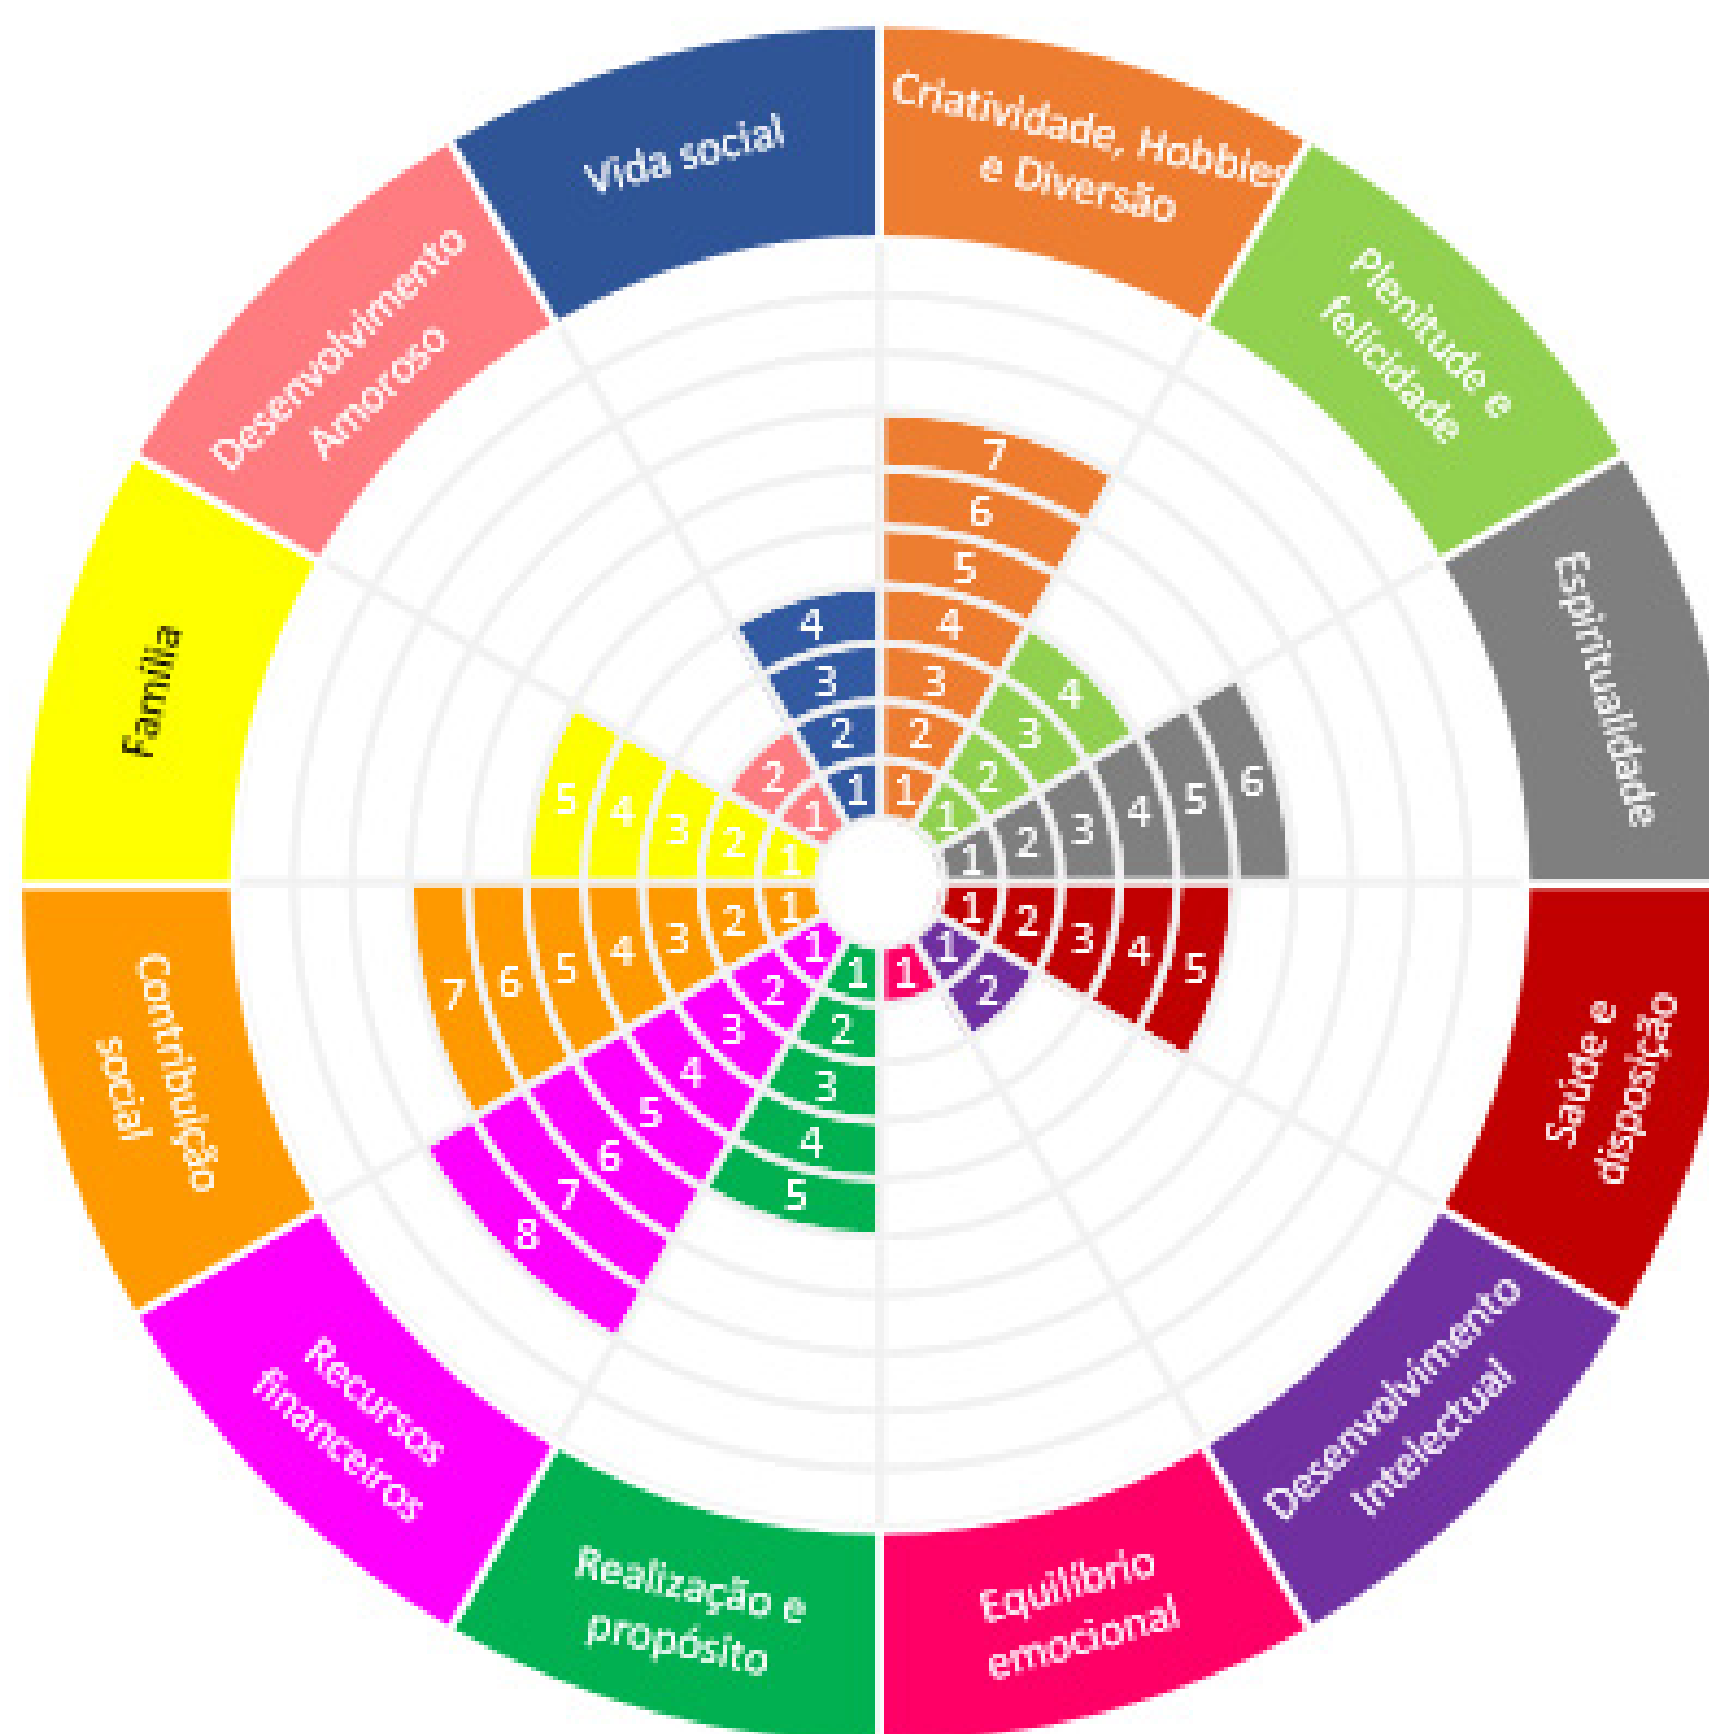 Criatividade, Hobbies
e Diversão
Plenitude e
felicidade
Espiritualidade
Saúde e
disposição
Desenvolvimento
intelectual
Equilíbrio
emocional
Realização e
propósito
Recursos
financeiros
Contribuição
social
Família
Desenvolvimento
Amoroso
Vida social
1 2 3 4 5 6 7
1 2 3 4
1 2 3 4 5 6
1 2 3 4 5
1 2
1
1 2 3 4 5
1 2 3 4 5 6 7 8
1 2 3 4 5 6 7
1 2 3 4 5
1 2
1 2 3 4